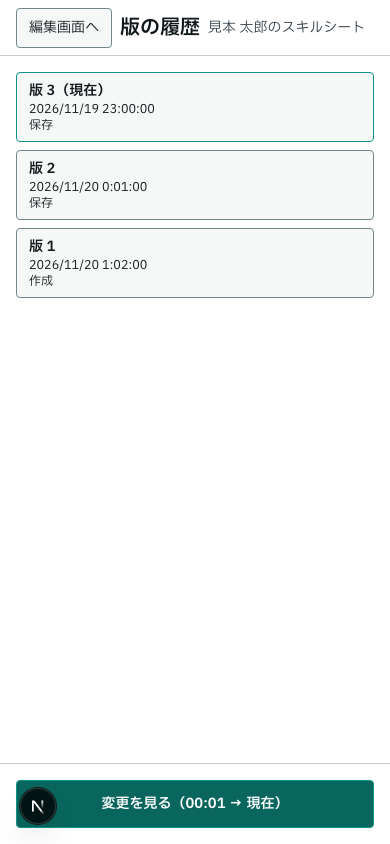 編集画面へ 版の履歴 見本 太郎のスキルシート
版 3（現在）
2026/11/19 23:00:00
保存
版 2
2026/11/20 0:01:00
保存
版 1
2026/11/20 1:02:00
作成
N 変更を見る（00:01 → 現在）